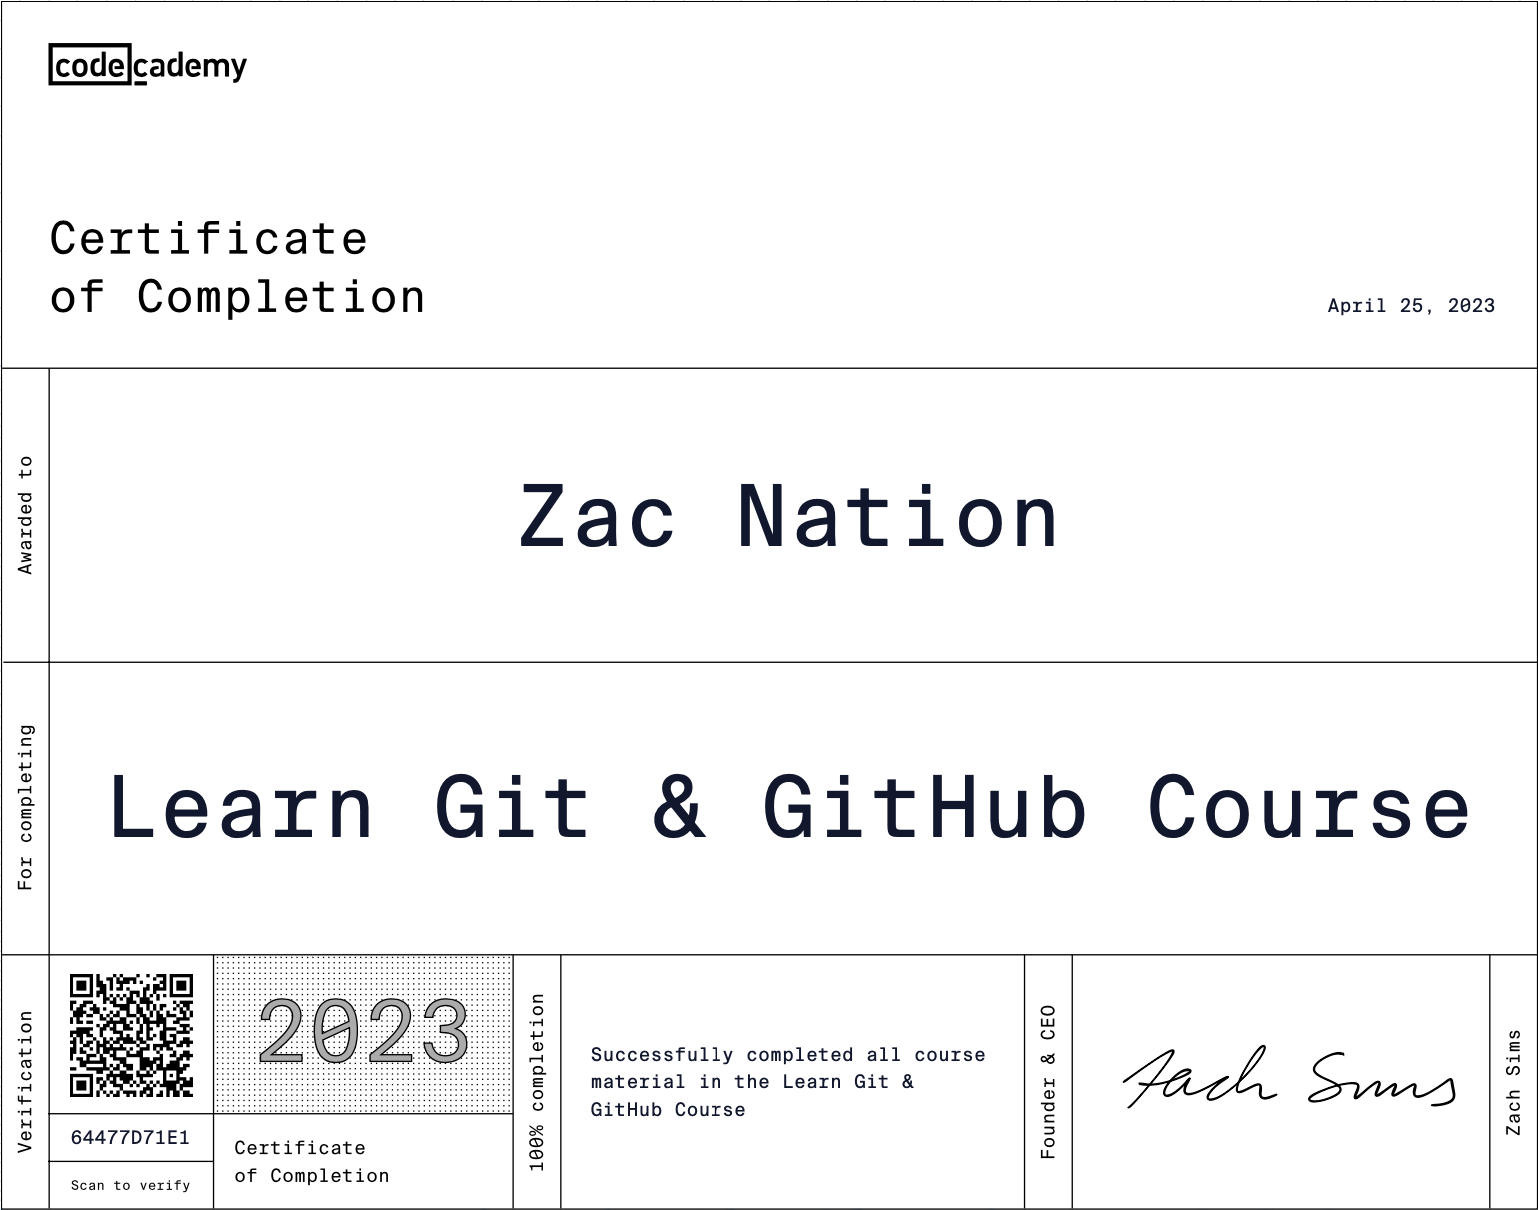 codecademy
Certificate
of Completion
April 25, 2023
Awarded to
Zac Nation
For completing
Learn Git & GitHub Course
Verification
64477D71E1
Scan to verify
2023
Certificate
of Completion
100% completion
Successfully completed all course
material in the Learn Git &
GitHub Course
Founder & CEO
Zach Sims
Zach Sims